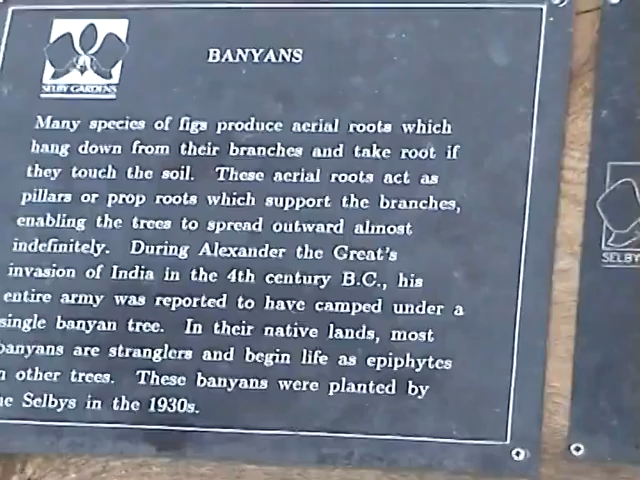 SELBY GARDENS
BANYANS
Many species of figs produce aerial roots which
hang down from their branches and take root if
they touch the soil. These aerial roots act as
pillars or prop roots which support the branches,
enabling the trees to spread outward almost
indefinitely. During Alexander the Great's
invasion of India in the 4th century B.C., his
entire army was reported to have camped under a
single banyan tree. In their native lands, most
banyans are stranglers and begin life as epiphytes
n other trees. These banyans were planted by
he Selbys in the 1930s.
SELBY